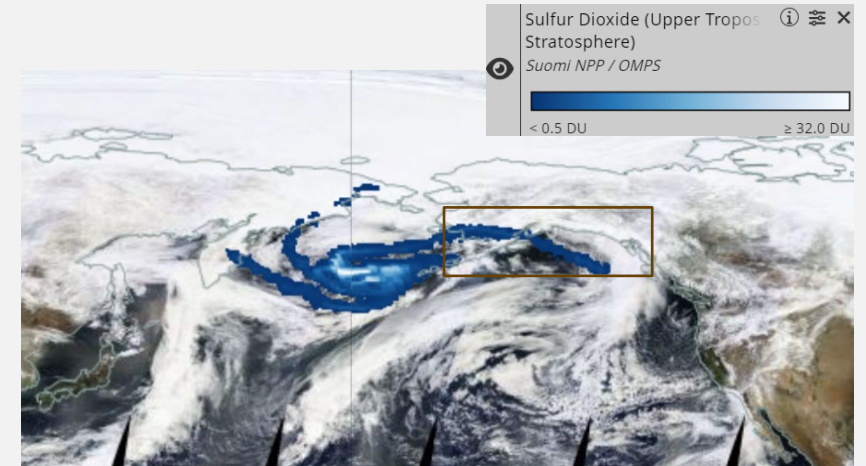 Sulfur Dioxide (Upper Tropos
Stratosphere)
Suomi NPP / OMPS
< 0.5 DU
≥ 32.0 DU